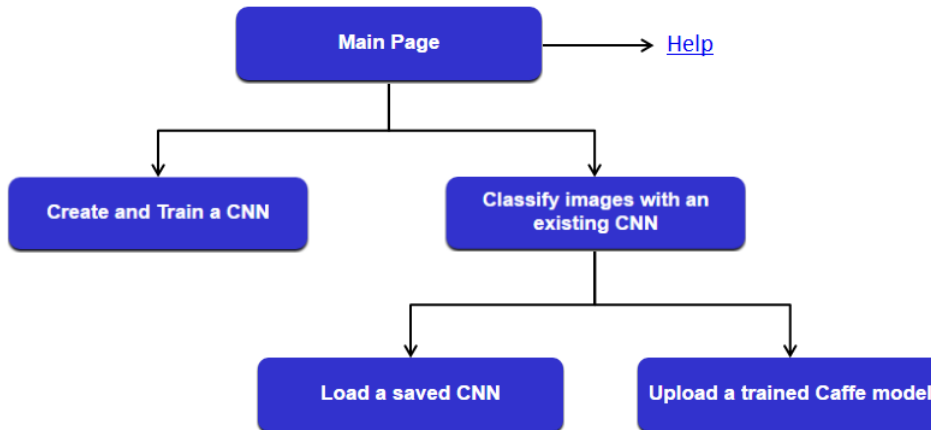 Main Page
Help
Create and Train a CNN
Classify images with an
existing CNN
Load a saved CNN
Upload a trained Caffe model